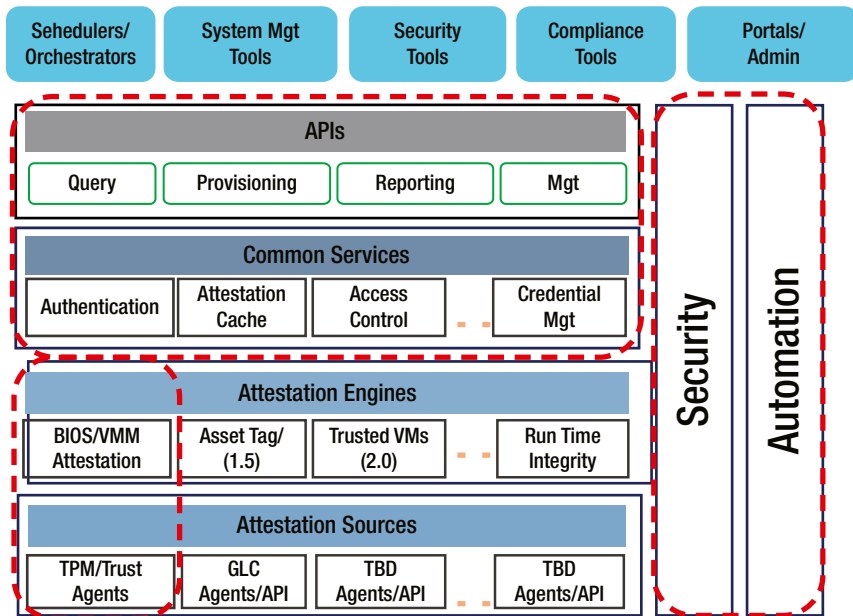 Sehedulers/
Orchestrators
System Mgt
Tools
Security
Tools
Compliance
Tools
Portals/
Admin
APIs
Query
Provisioning
Reporting
Mgt
Common Services
Authentication
Attestation
Cache
Access
Control
Credential
Mgt
Attestation Engines
BIOS/VMM
Attestation
Asset Tag/
(1.5)
Trusted VMs
(2.0)
Run Time
Integrity
Attestation Sources
TPM/Trust
Agents
GLC
Agents/API
TBD
Agents/API
TBD
Agents/API
Security
Automation